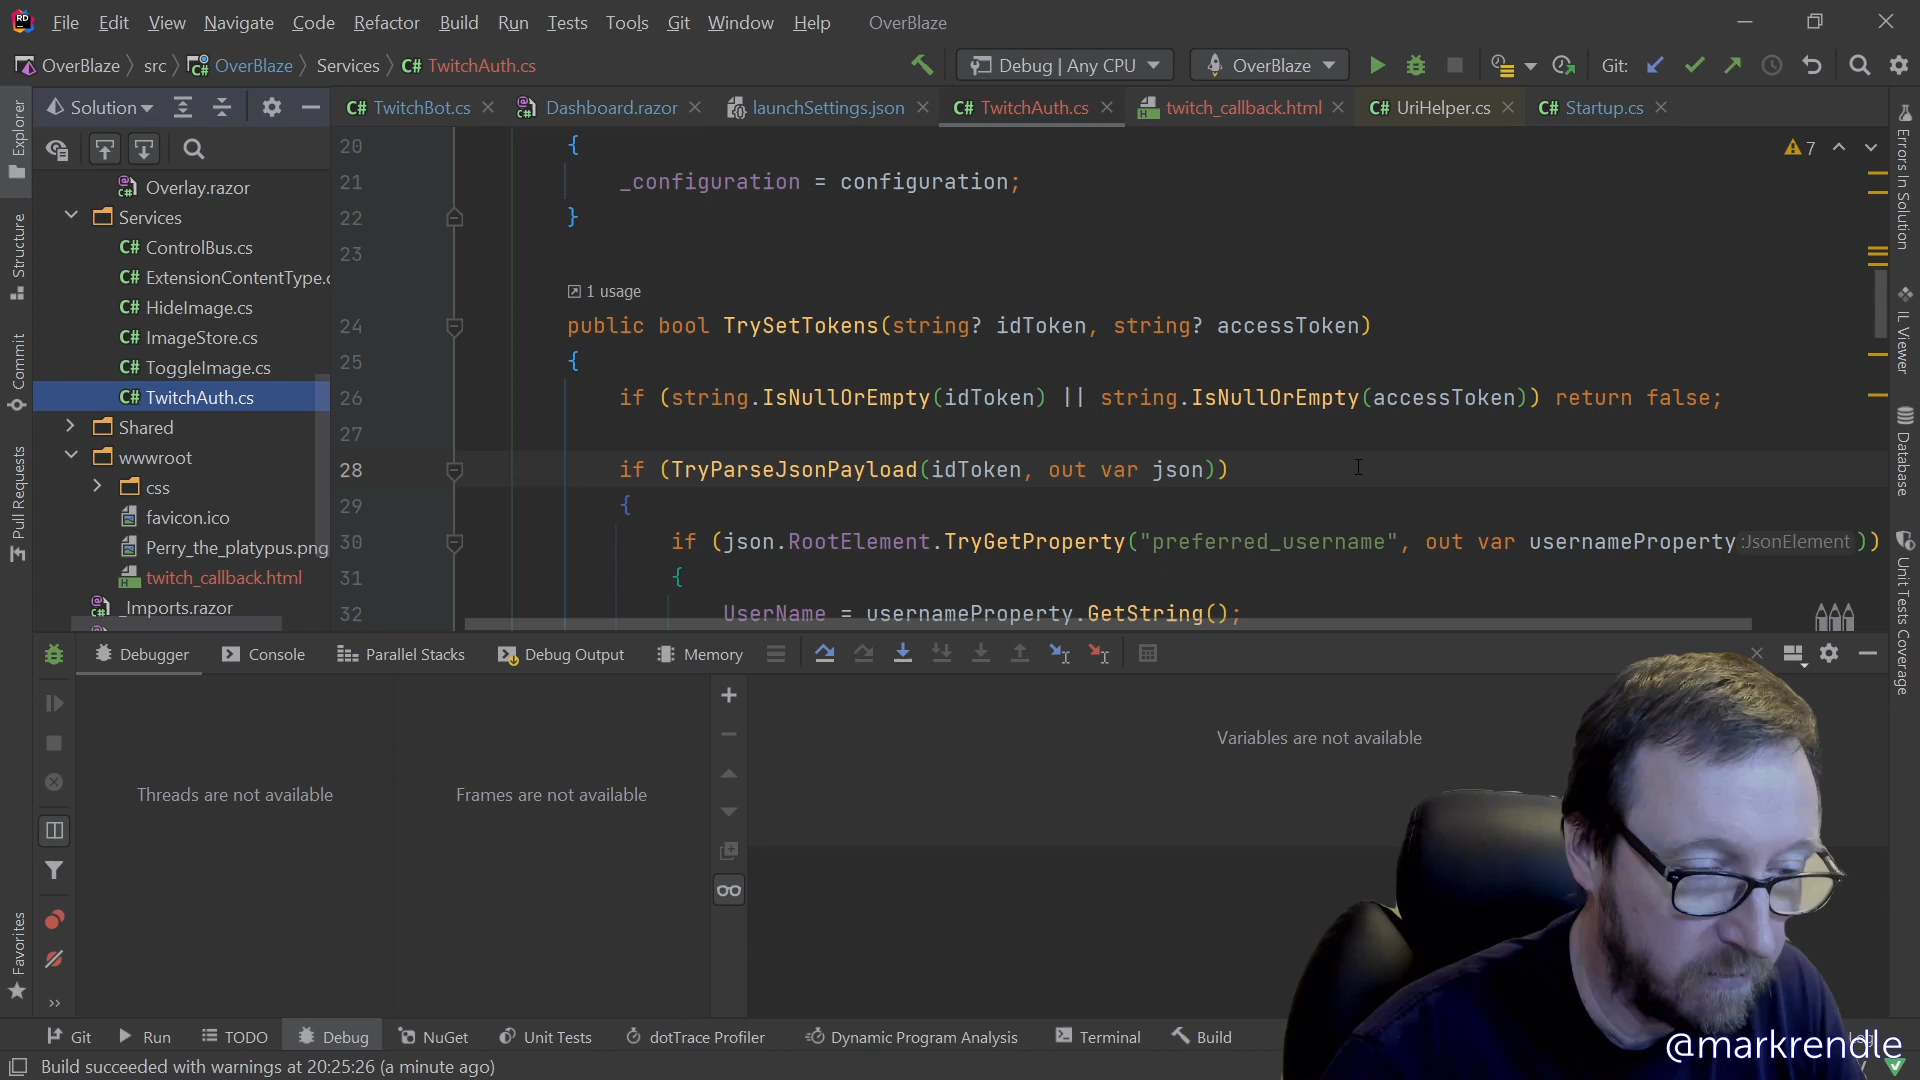 File Edit View Navigate Code Refactor Build Run Tests Tools Git Window Help OverBlaze
OverBlaze src OverBlaze Services C# TwitchAuth.cs Debug | Any CPU OverBlaze Git:
Solution
C# TwitchBot.cs Dashboard.razor launchSettings.json C# TwitchAuth.cs twitch_callback.html C# UriHelper.cs C# Startup.cs
Explorer
Structure
Commit
Pull Requests
Favorites
Overlay.razor
Services
C# ControlBus.cs
C# ExtensionContentType.c
C# HideImage.cs
C# ImageStore.cs
C# ToggleImage.cs
C# TwitchAuth.cs
Shared
wwwroot
css
favicon.ico
Perry_the_platypus.png
twitch_callback.html
_Imports.razor
20 {
21 _configuration = configuration;
22 }
23
1 usage
24 public bool TrySetTokens(string? idToken, string? accessToken)
25 {
26 if (string.IsNullOrEmpty(idToken) || string.IsNullOrEmpty(accessToken)) return false;
27
28 if (TryParseJsonPayload(idToken, out var json))
29 {
30 if (json.RootElement.TryGetProperty("preferred_username", out var usernameProperty :JsonElement ))
31 {
32 UserName = usernameProperty.GetString();
7
Errors In Solution
IL Viewer
Database
Unit Tests Coverage
Debugger Console Parallel Stacks Debug Output Memory
Threads are not available
Frames are not available
Variables are not available
Git Run TODO Debug NuGet Unit Tests dotTrace Profiler Dynamic Program Analysis Terminal Build
Build succeeded with warnings at 20:25:26 (a minute ago)
@markrendle